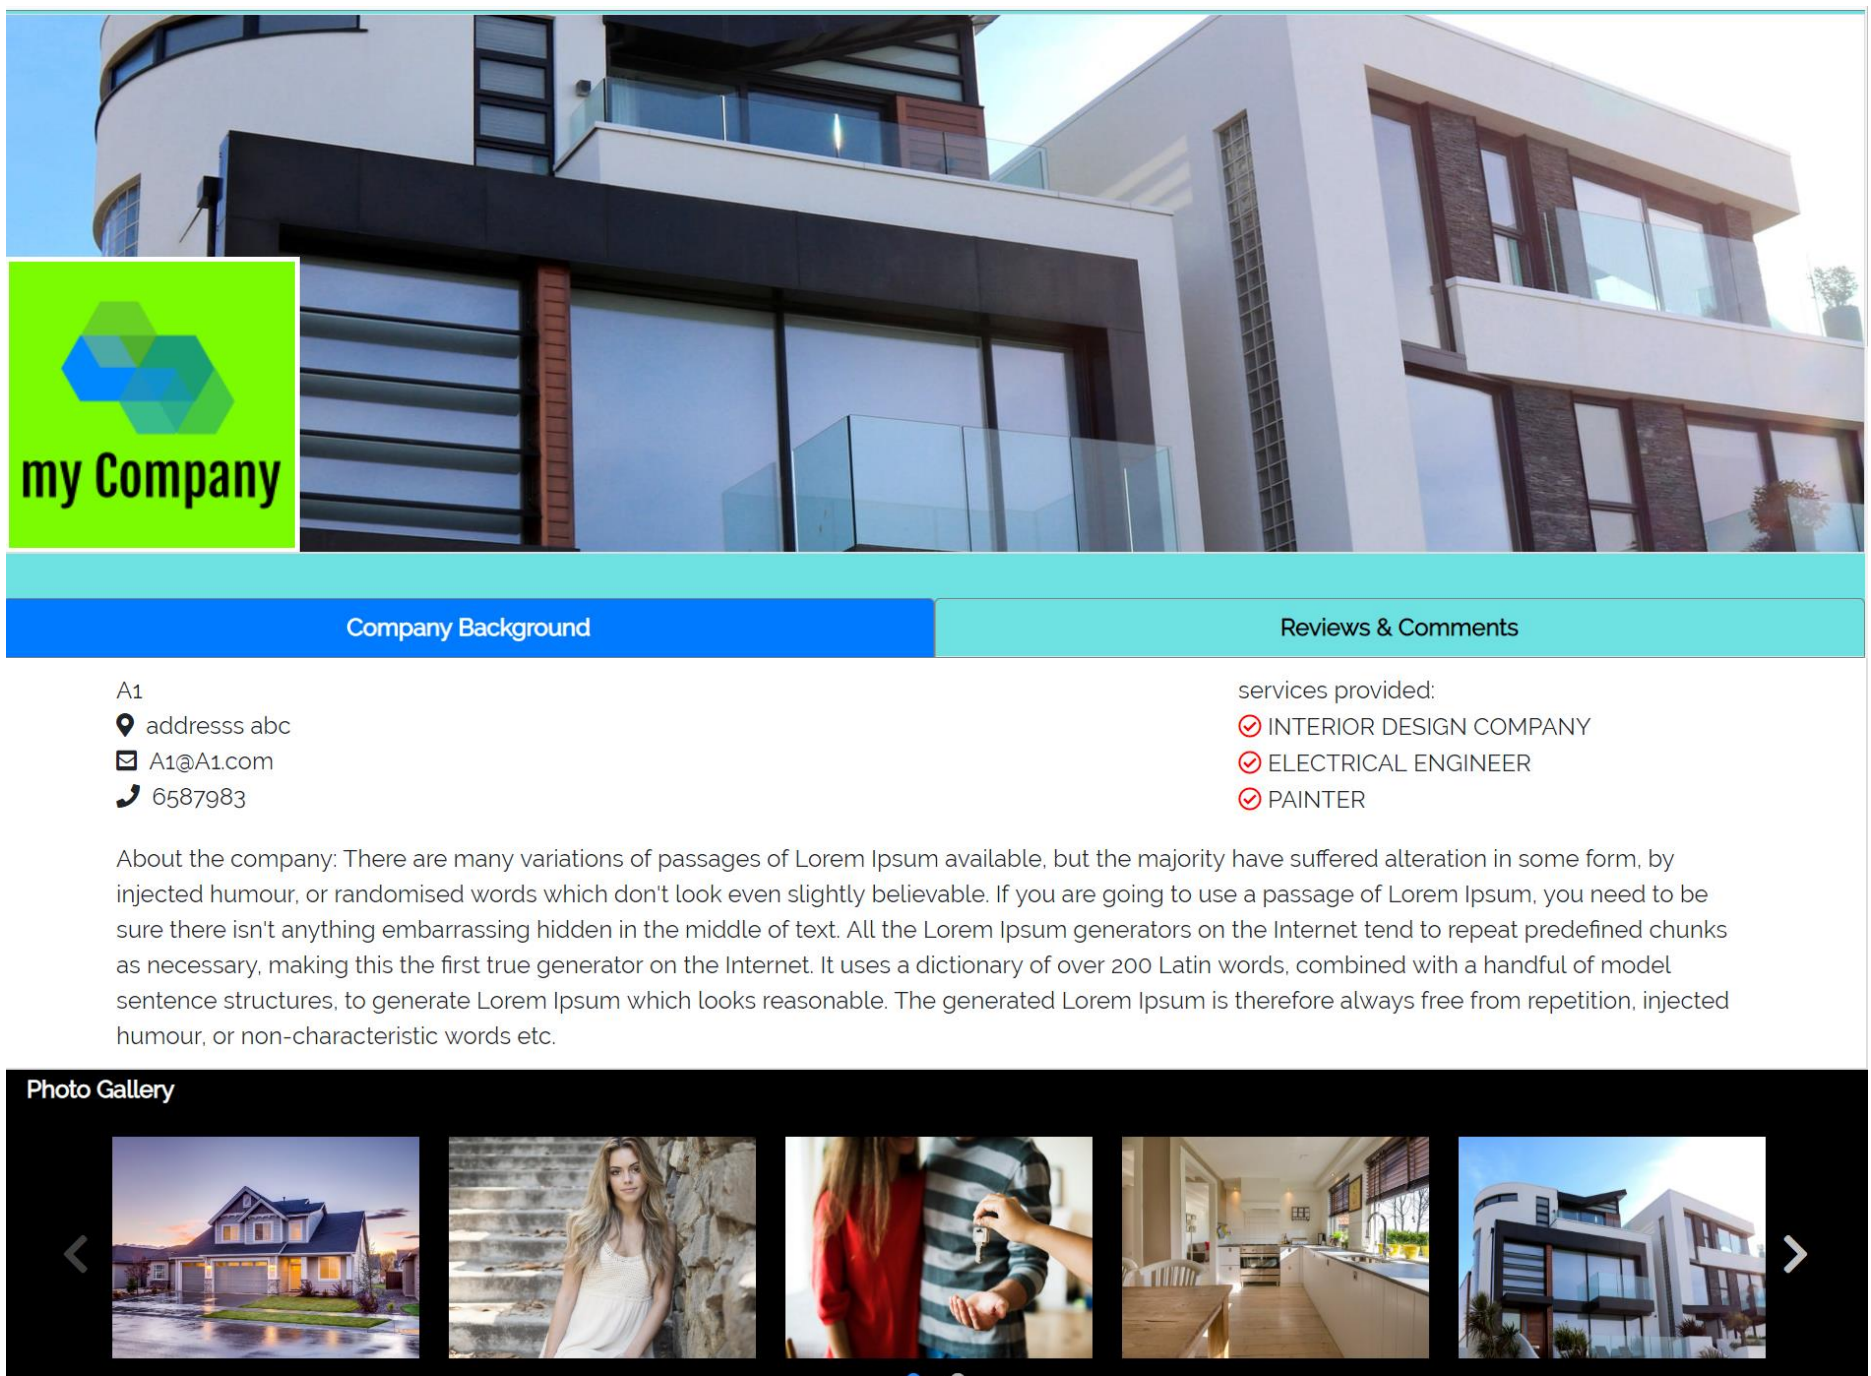 my Company
Company Background
Reviews & Comments
A1
addresss abc
A1@A1.com
6587983
services provided:
INTERIOR DESIGN COMPANY
ELECTRICAL ENGINEER
PAINTER
About the company: There are many variations of passages of Lorem Ipsum available, but the majority have suffered alteration in some form, by
injected humour, or randomised words which don't look even slightly believable. If you are going to use a passage of Lorem Ipsum, you need to be
sure there isn't anything embarrassing hidden in the middle of text. All the Lorem Ipsum generators on the Internet tend to repeat predefined chunks
as necessary, making this the first true generator on the Internet. It uses a dictionary of over 200 Latin words, combined with a handful of model
sentence structures, to generate Lorem Ipsum which looks reasonable. The generated Lorem Ipsum is therefore always free from repetition, injected
humour, or non-characteristic words etc.
Photo Gallery